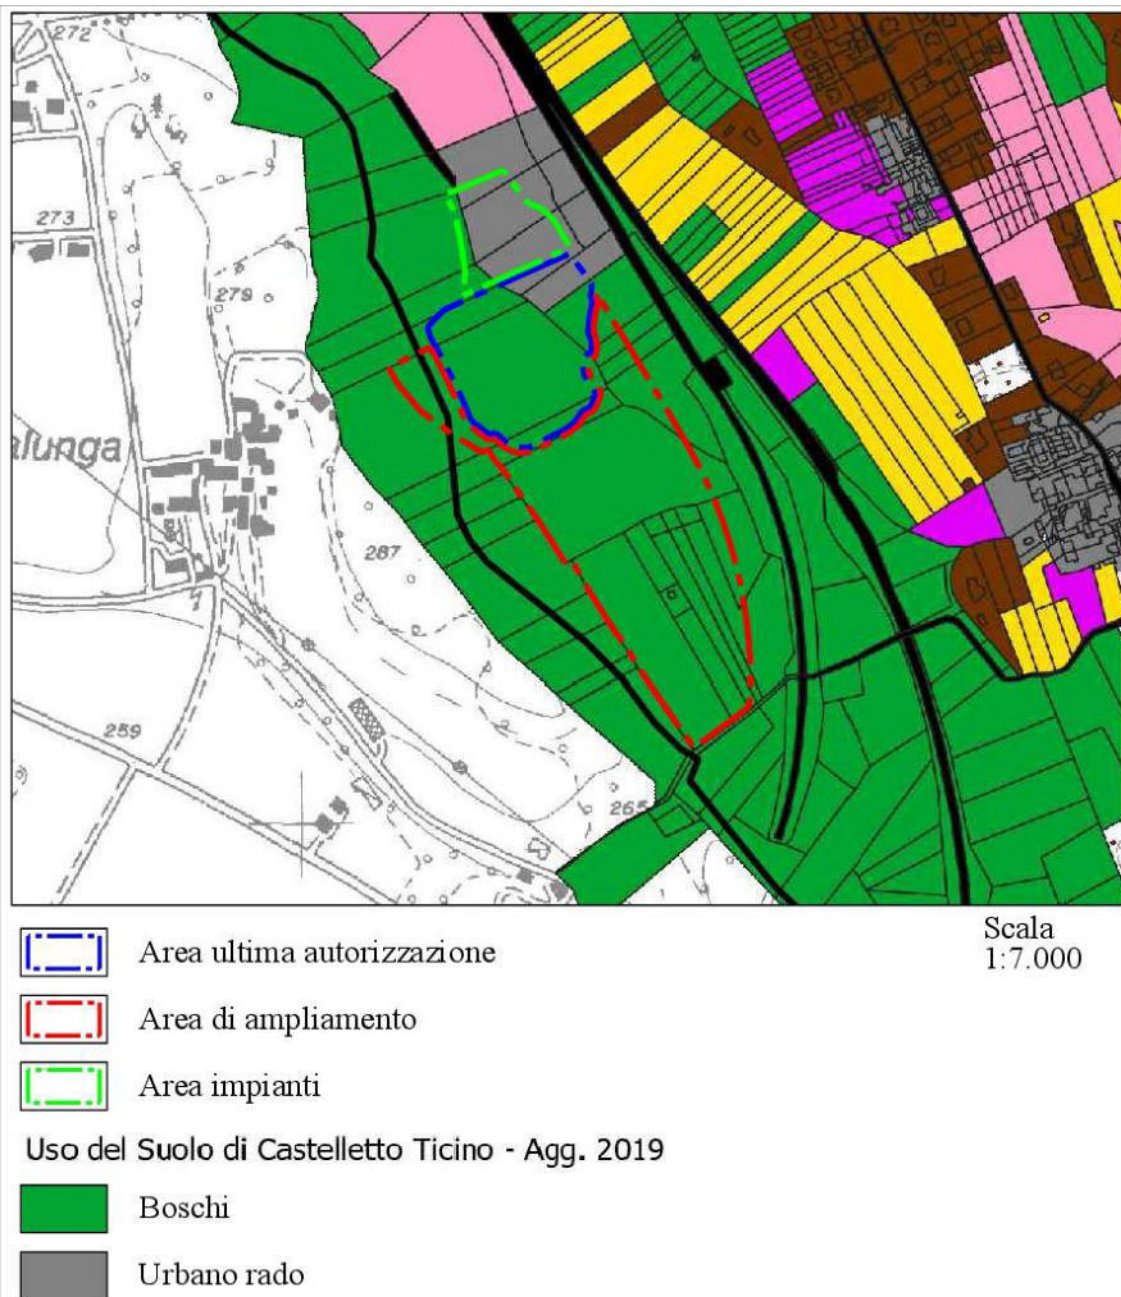 272
273
279
alunga
287
259
265
Scala
1:7.000
Area ultima autorizzazione
Area di ampliamento
Area impianti
Uso del Suolo di Castelletto Ticino - Agg. 2019
Boschi
Urbano rado